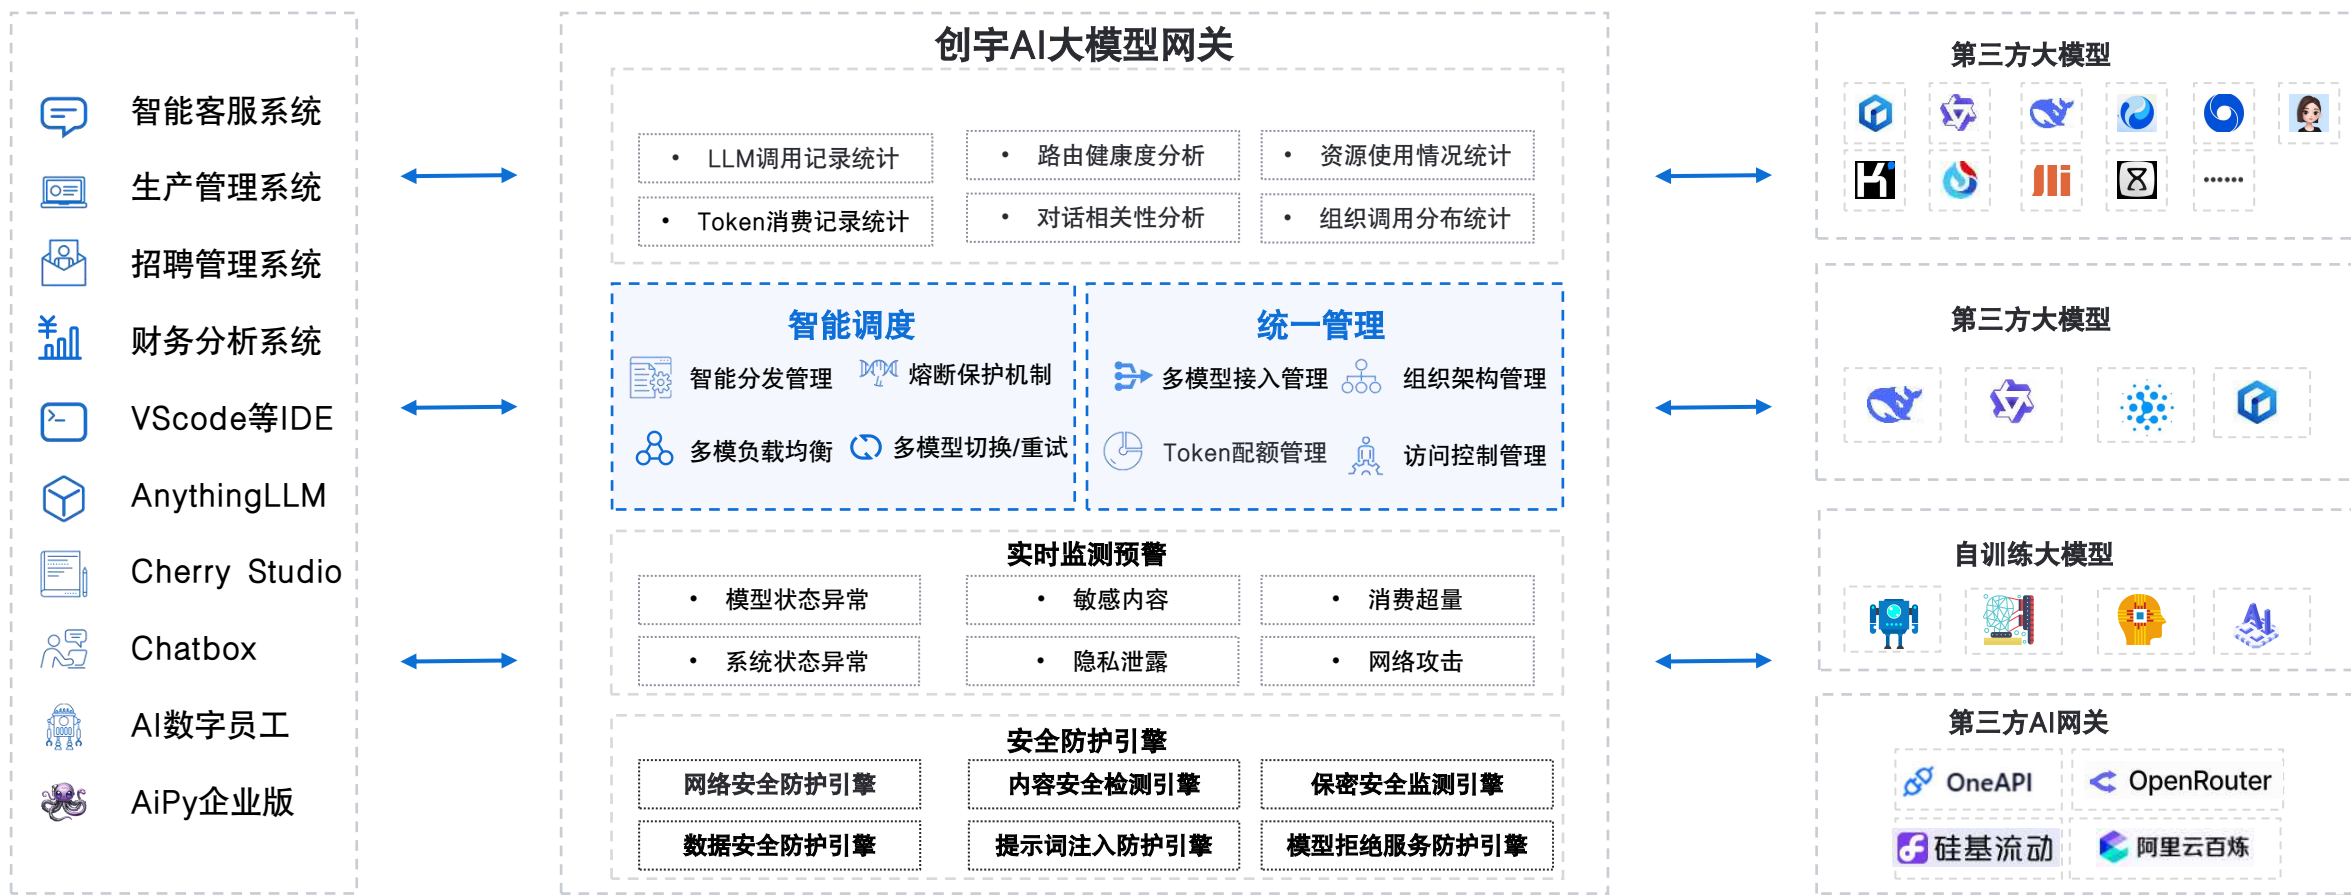 智能客服系统
生产管理系统
招聘管理系统
财务分析系统
VScode等IDE
AnythingLLM
Cherry Studio
Chatbox
AI数字员工
AiPy企业版
创宇AI大模型网关
• LLM调用记录统计
• 路由健康度分析
• 资源使用情况统计
• Token消费记录统计
• 对话相关性分析
• 组织调用分布统计
智能调度
智能分发管理
熔断保护机制
多模负载均衡
多模型切换/重试
统一管理
多模型接入管理
组织架构管理
Token配额管理
访问控制管理
实时监测预警
• 模型状态异常
• 敏感内容
• 消费超量
• 系统状态异常
• 隐私泄露
• 网络攻击
安全防护引擎
网络安全防护引擎
内容安全检测引擎
保密安全监测引擎
数据安全防护引擎
提示词注入防护引擎
模型拒绝服务防护引擎
第三方大模型
······
第三方大模型
自训练大模型
AI
第三方AI网关
OneAPI
OpenRouter
硅基流动
阿里云百炼